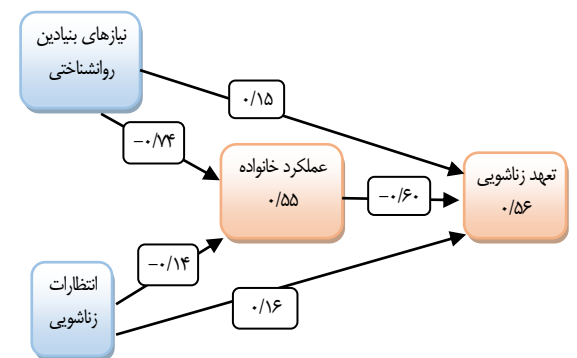 نیازهای بنیادین
روانشناختی
۰/۱۵
-۰/۷۴
عملکرد خانواده
۰/۵۵
-۰/۶۰
تعهد زناشویی
۰/۵۶
-۰/۱۴
انتظارات
زناشویی
۰/۱۶